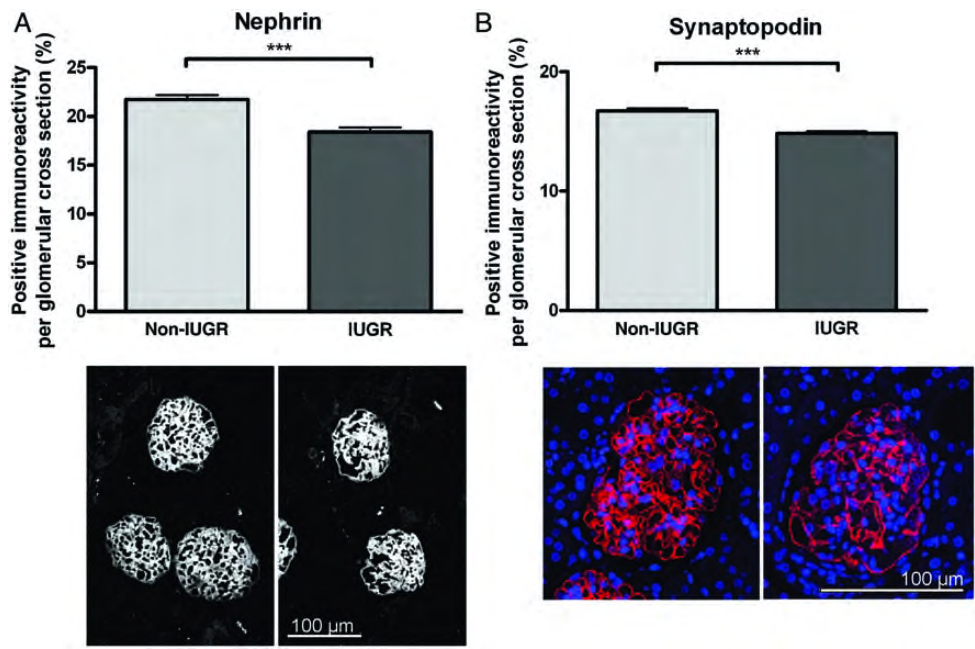 A
Nephrin
***
Positive immunoreactivity
per glomerular cross section (%)
25
20
15
10
5
0
Non-IUGR
IUGR
100 µm
B
Synaptopodin
***
Positive immunoreactivity
per glomerular cross section (%)
20
10
0
Non-IUGR
IUGR
100 µm